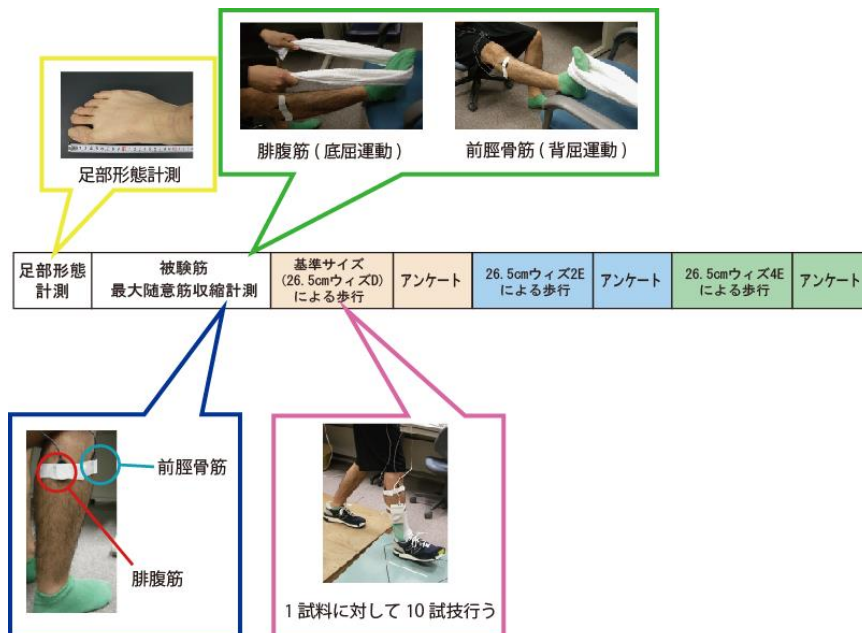 足部形態計測
腓腹筋 ( 底屈運動 )
前脛骨筋 ( 背屈運動 )
足部形態
計測
被験筋
最大随意筋収縮計測
基準サイズ
(26.5cmウィズD)
による歩行
アンケート
26.5cmウィズ2E
による歩行
アンケート
26.5cmウィズ4E
による歩行
アンケート
前脛骨筋
腓腹筋
1 試料に対して 10 試技行う